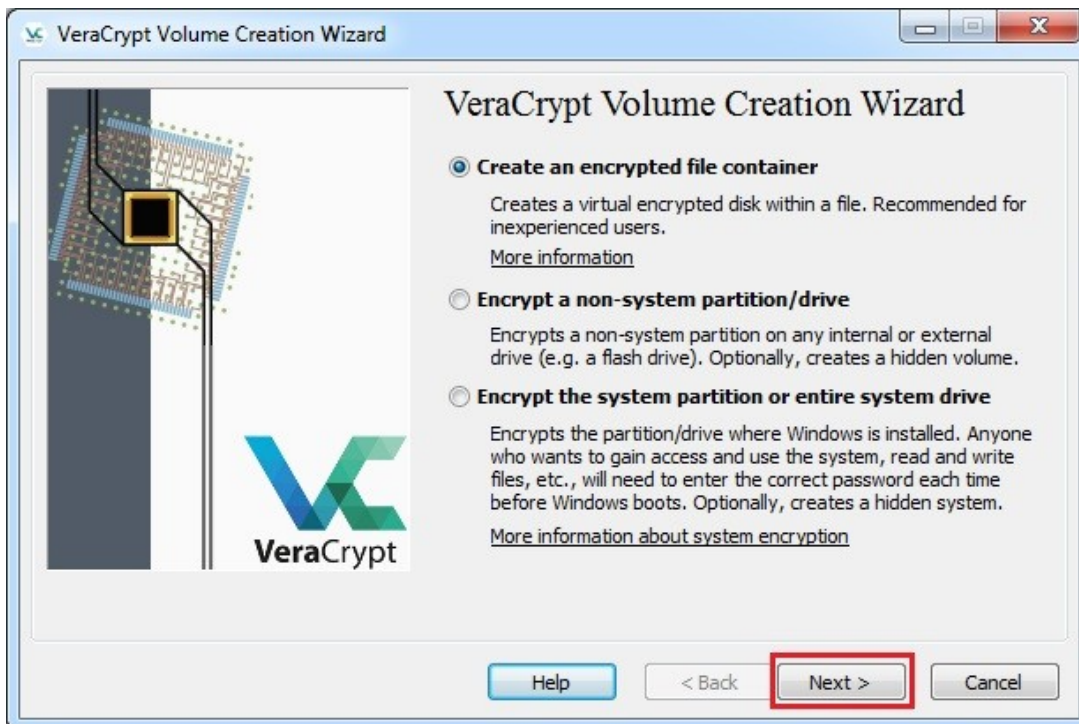 VeraCrypt Volume Creation Wizard
VeraCrypt Volume Creation Wizard
Create an encrypted file container
Creates a virtual encrypted disk within a file. Recommended for
inexperienced users.
More information
Encrypt a non-system partition/drive
Encrypts a non-system partition on any internal or external
drive (e.g. a flash drive). Optionally, creates a hidden volume.
Encrypt the system partition or entire system drive
Encrypts the partition/drive where Windows is installed. Anyone
who wants to gain access and use the system, read and write
files, etc., will need to enter the correct password each time
before Windows boots. Optionally, creates a hidden system.
More information about system encryption
VeraCrypt
Help
< Back
Next >
Cancel